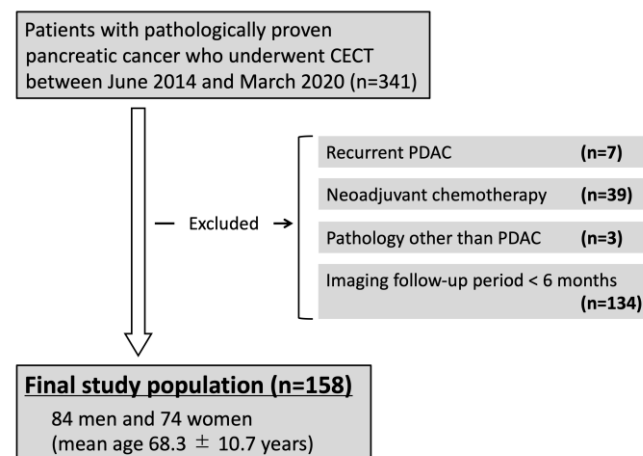 Patients with pathologically proven
pancreatic cancer who underwent CECT
between June 2014 and March 2020 (n=341)
Excluded
Recurrent PDAC (n=7)
Neoadjuvant chemotherapy (n=39)
Pathology other than PDAC (n=3)
Imaging follow-up period < 6 months
(n=134)
Final study population (n=158)
84 men and 74 women
(mean age 68.3 ± 10.7 years)